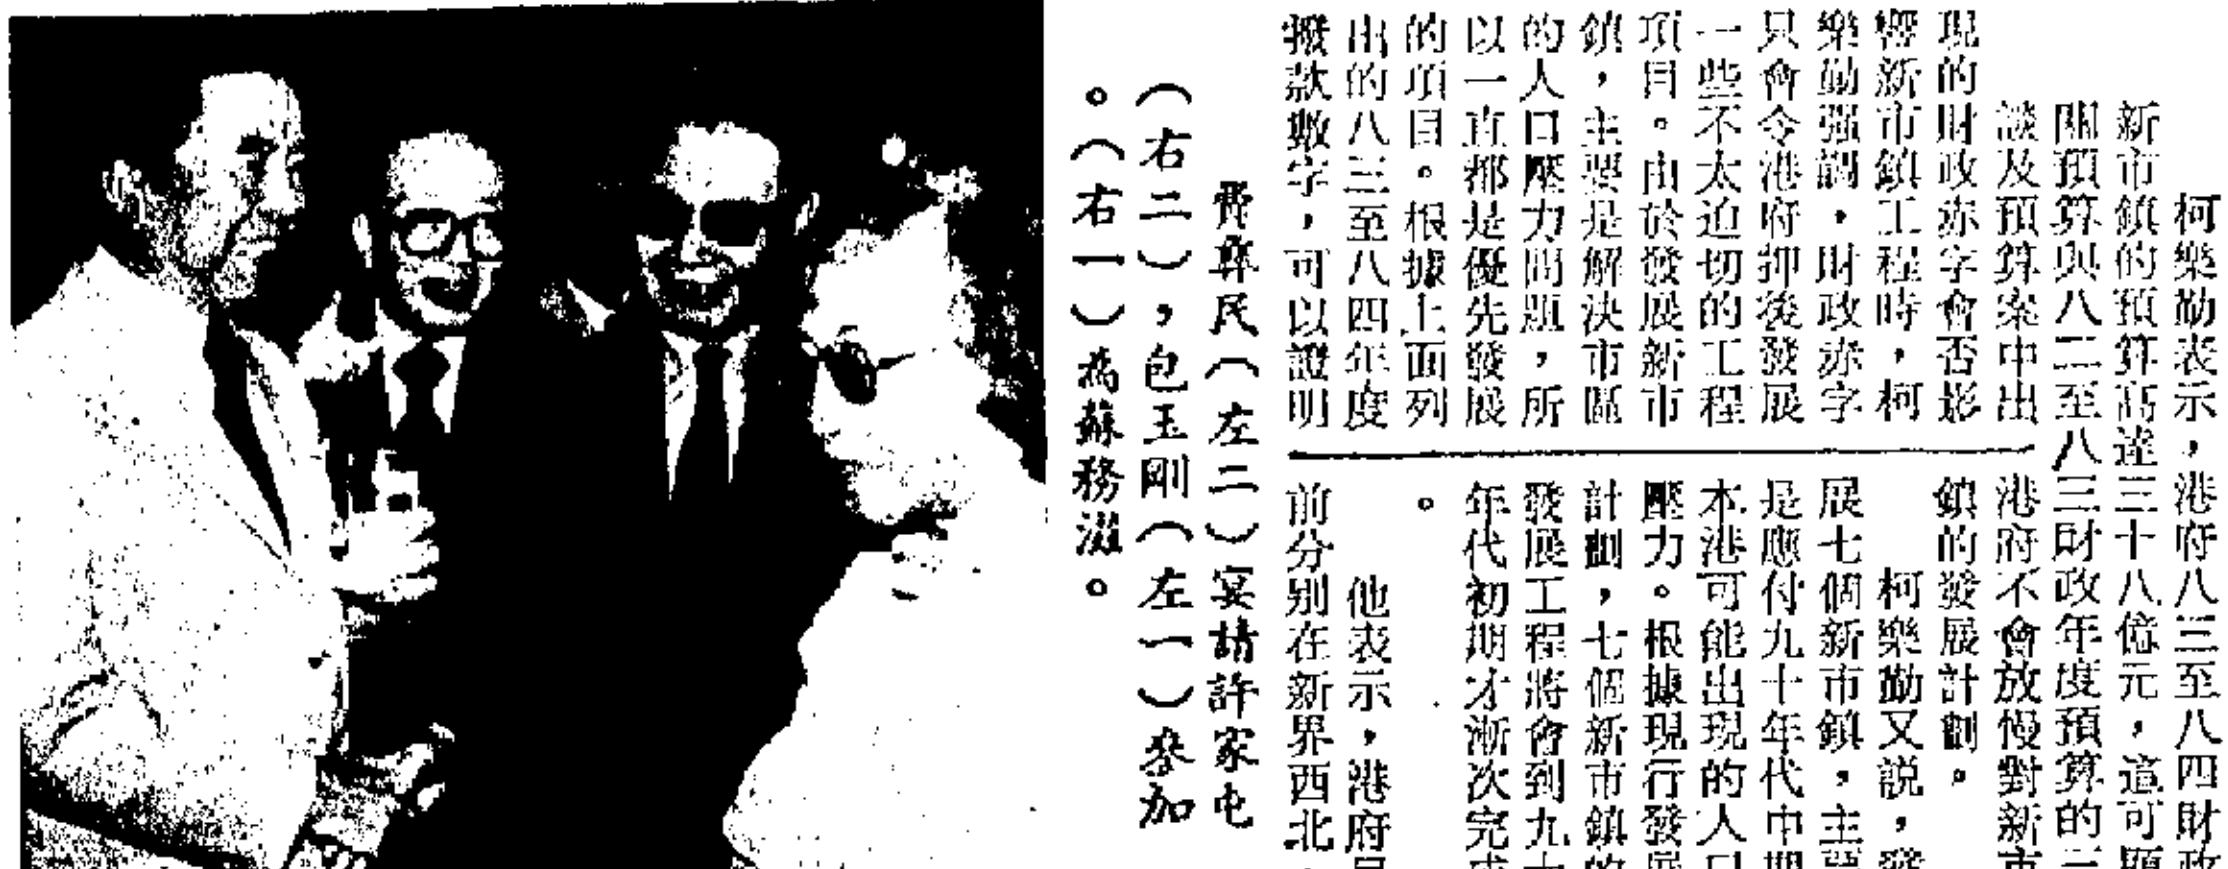 柯樂勤表示，港府八三至八四財政
新市鎮的預算高達三十八億元，這可顯
關預算與八二至八三財政年度預算的二
談及預算案中出
現的財政赤字會否影
響新市鎮工程時，柯
樂勤强調，財政赤字
只會令港府押後發展
一些不太迫切的工程
項目。由於發展新市
鎮，主要是解決市區
的人口壓力問題，所
以一直都是優先發展
的項目。根據上面列
出的八三至八四年度
撥款數字，可以證明
港府不會放慢對新市
鎮的發展計劃。
柯樂勤又説，發
展七個新市鎮，主要
是應付九十年代中期
本港可能出現的人口
壓力。根據現行發展
計劃，七個新市鎮的
發展工程將會到九十
年代初期才漸次完成
。
他表示，港府
前分別在新界西北
費彝民（左二）宴請許家屯
（右二），包玉剛（左一）參加
。（右一）為蘇務滋。